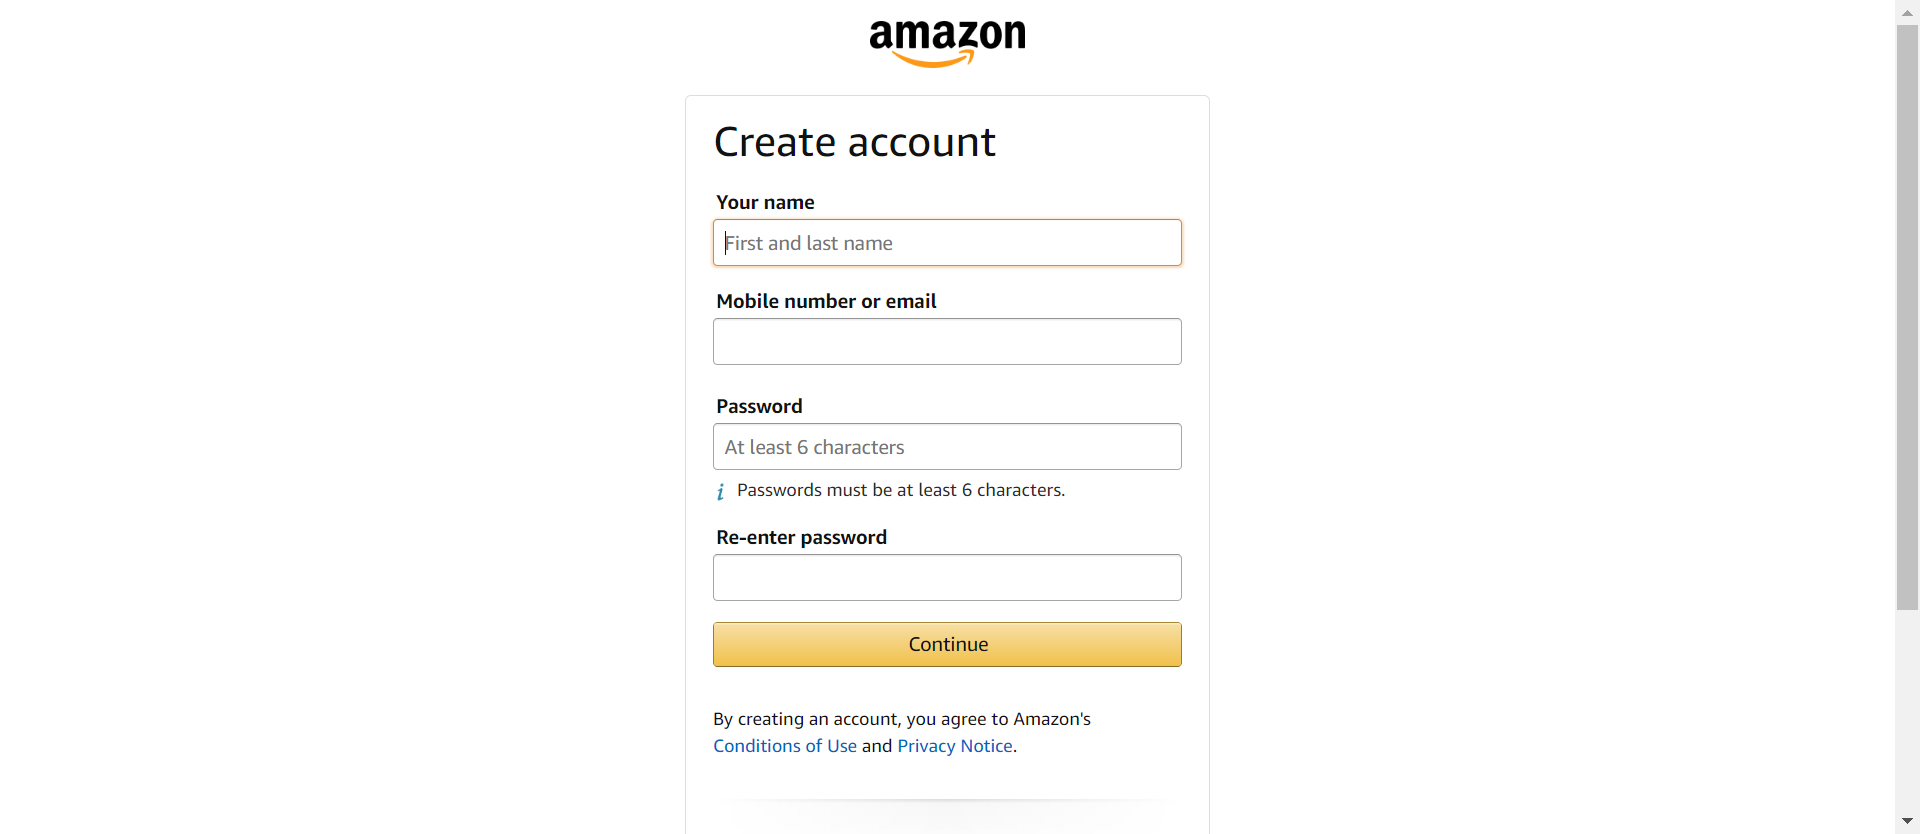 amazon
Create account
Your name
First and last name
Mobile number or email
Password
At least 6 characters
i Passwords must be at least 6 characters.
Re-enter password
Continue
By creating an account, you agree to Amazon's
Conditions of Use and Privacy Notice.